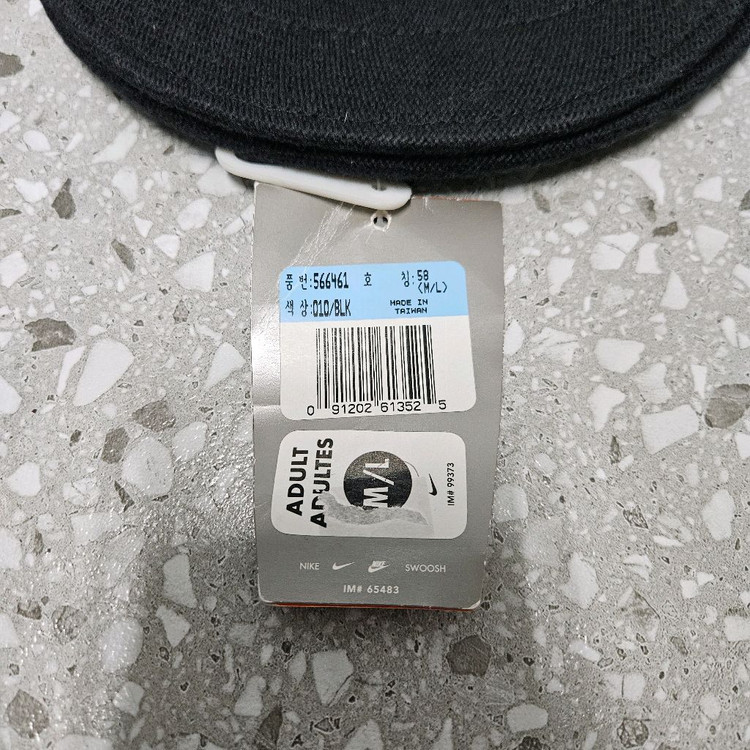 품 번:566461 호 칭:58
(M/L)
색 상:010/BLK MADE IN
TAIWAN
0 91202 61352 5
ADULT
ADULTES
M/L
IM# 99373
NIKE NIKE SWOOSH
IM# 65483